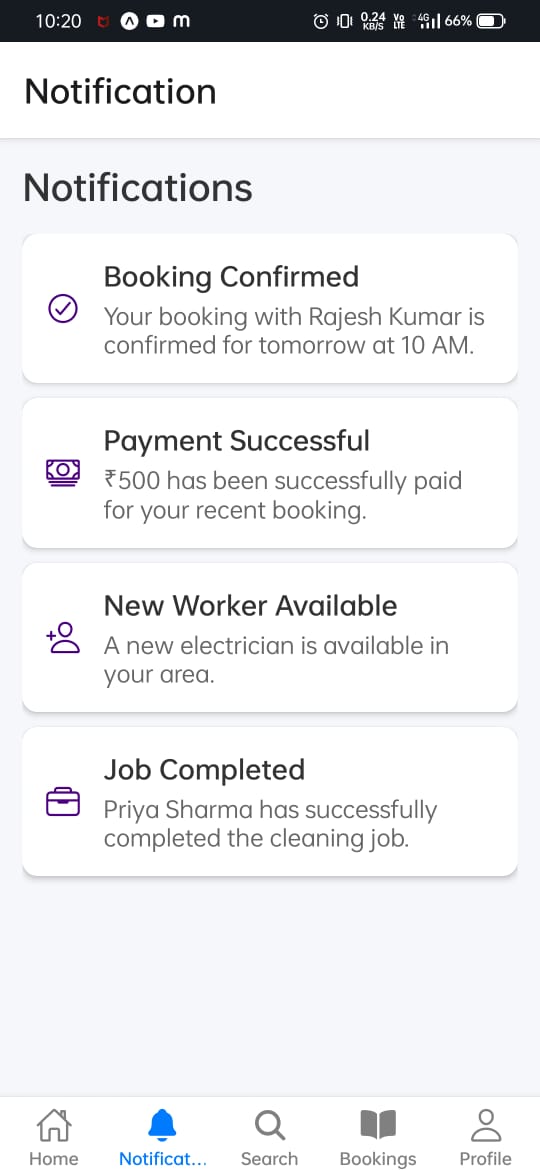 10:20 m 0.24 KB/S Vo LTE 4G 66%
Notification
Notifications
Booking Confirmed
Your booking with Rajesh Kumar is
confirmed for tomorrow at 10 AM.
Payment Successful
₹500 has been successfully paid
for your recent booking.
New Worker Available
A new electrician is available in
your area.
Job Completed
Priya Sharma has successfully
completed the cleaning job.
Home Notificat... Search Bookings Profile